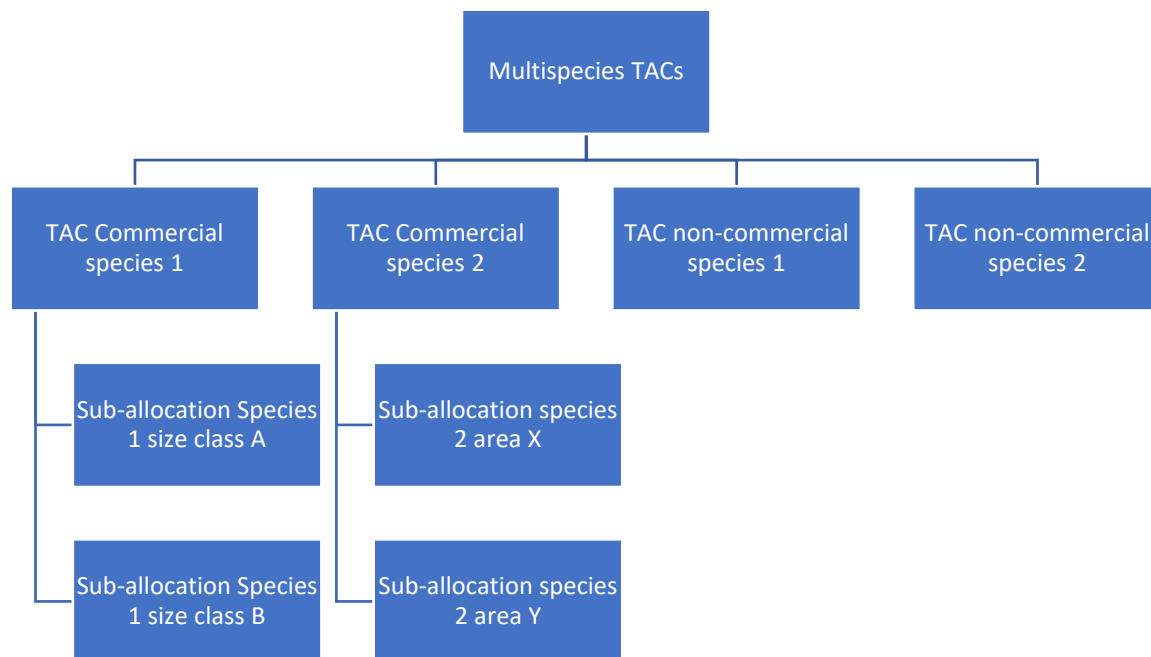 Multispecies TACs
TAC Commercial
species 1
TAC Commercial
species 2
TAC non-commercial
species 1
TAC non-commercial
species 2
Sub-allocation Species
1 size class A
Sub-allocation species
2 area X
Sub-allocation Species
1 size class B
Sub-allocation species
2 area Y